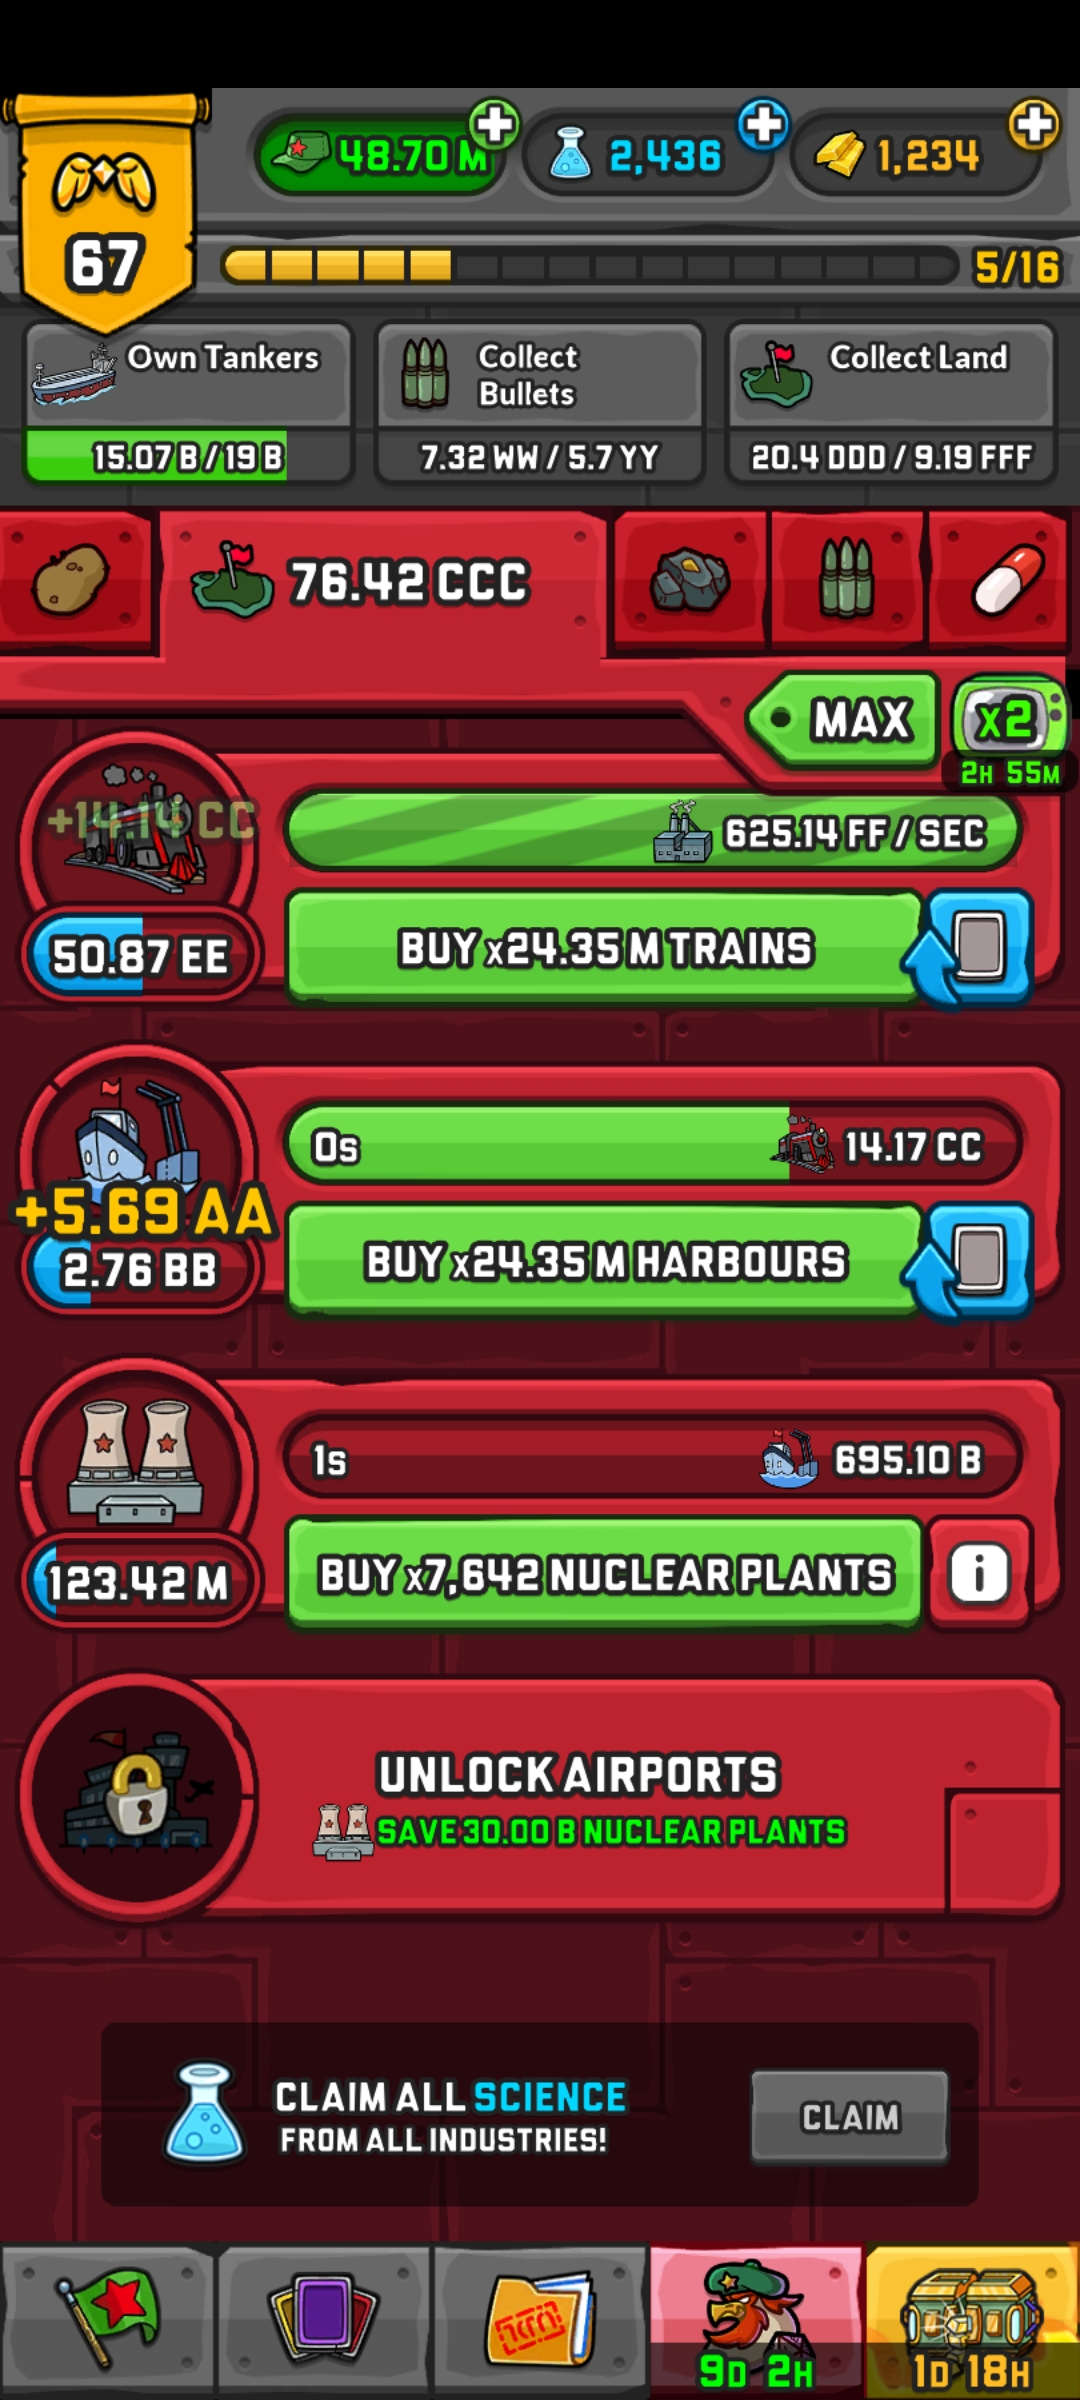 67
48.70 M
2,436
1,234
5/16
Own Tankers
15.07 B / 19 B
Collect
Bullets
7.32 WW / 5.7 YY
Collect Land
20.4 DDD / 9.19 FFF
76.42 CCC
MAX
x2
2H 55M
+14.14 CC
625.14 FF / SEC
50.87 EE
BUY x24.35 M TRAINS
0s
14.17 CC
+5.69 AA
2.76 BB
BUY x24.35 M HARBOURS
1s
695.10 B
123.42 M
BUY x7,642 NUCLEAR PLANTS
i
UNLOCK AIRPORTS
SAVE 30.00 B NUCLEAR PLANTS
CLAIM ALL SCIENCE
FROM ALL INDUSTRIES!
CLAIM
9D 2H
1D 18H